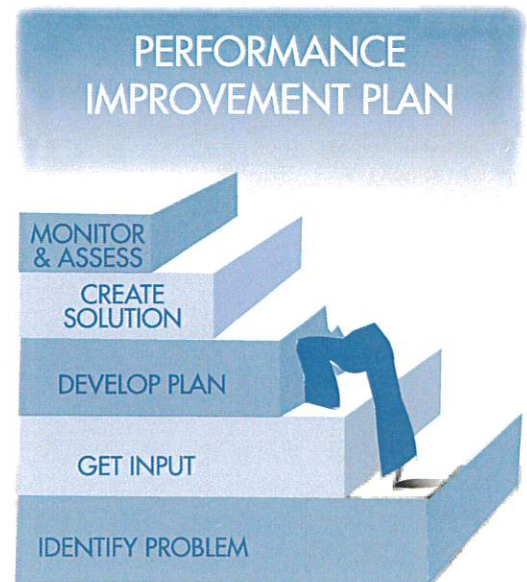 PERFORMANCE
IMPROVEMENT PLAN
MONITOR
& ASSESS
CREATE
SOLUTION
DEVELOP PLAN
GET INPUT
IDENTIFY PROBLEM